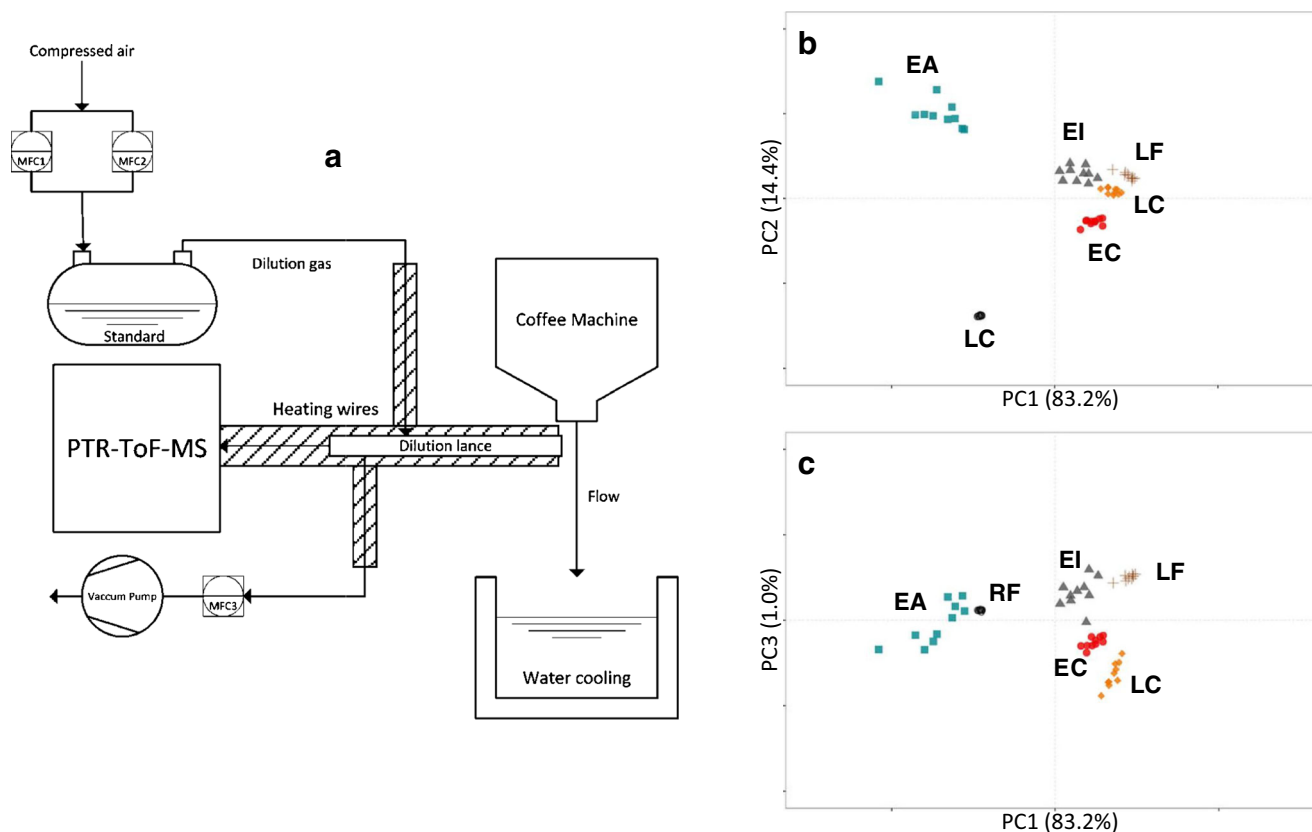 a
Compressed air
MFC1
MFC2
Standard
Dilution gas
Coffee Machine
Heating wires
Dilution lance
PTR-ToF-MS
Flow
Vaccum Pump
MFC3
Water cooling
b
EA
EI
LF
LC
EC
LC
PC2 (14.4%)
PC1 (83.2%)
c
EA
RF
EI
LF
EC
LC
PC3 (1.0%)
PC1 (83.2%)